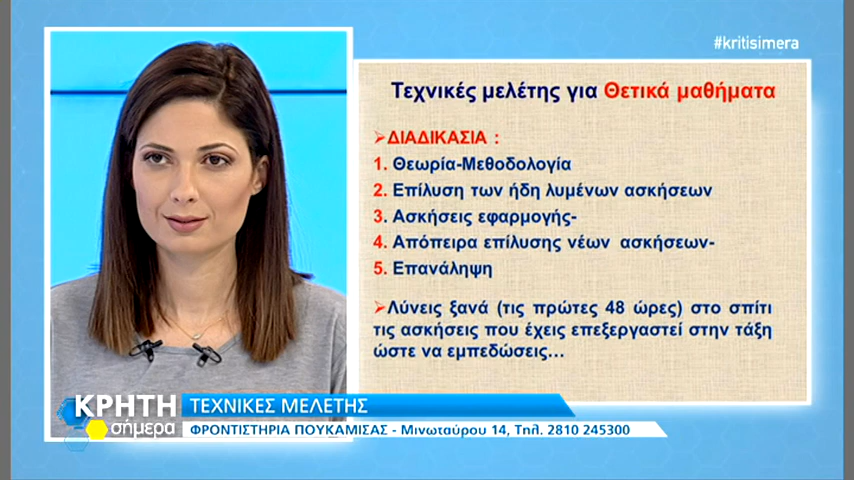 #kritisimera
Τεχνικές μελέτης για Θετικά μαθήματα
➢ΔΙΑΔΙΚΑΣΙΑ :
1. Θεωρία-Μεθοδολογία
2. Επίλυση των ήδη λυμένων ασκήσεων
3. Ασκήσεις εφαρμογής-
4. Απόπειρα επίλυσης νέων ασκήσεων-
5. Επανάληψη
➢Λύνεις ξανά (τις πρώτες 48 ώρες) στο σπίτι
τις ασκήσεις που έχεις επεξεργαστεί στην τάξη
ώστε να εμπεδώσεις…
ΚΡΗΤΗ
σήμερα
ΤΕΧΝΙΚΕΣ ΜΕΛΕΤΗΣ
ΦΡΟΝΤΙΣΤΗΡΙΑ ΠΟΥΚΑΜΙΣΑΣ - Μινωταύρου 14, Τηλ. 2810 245300